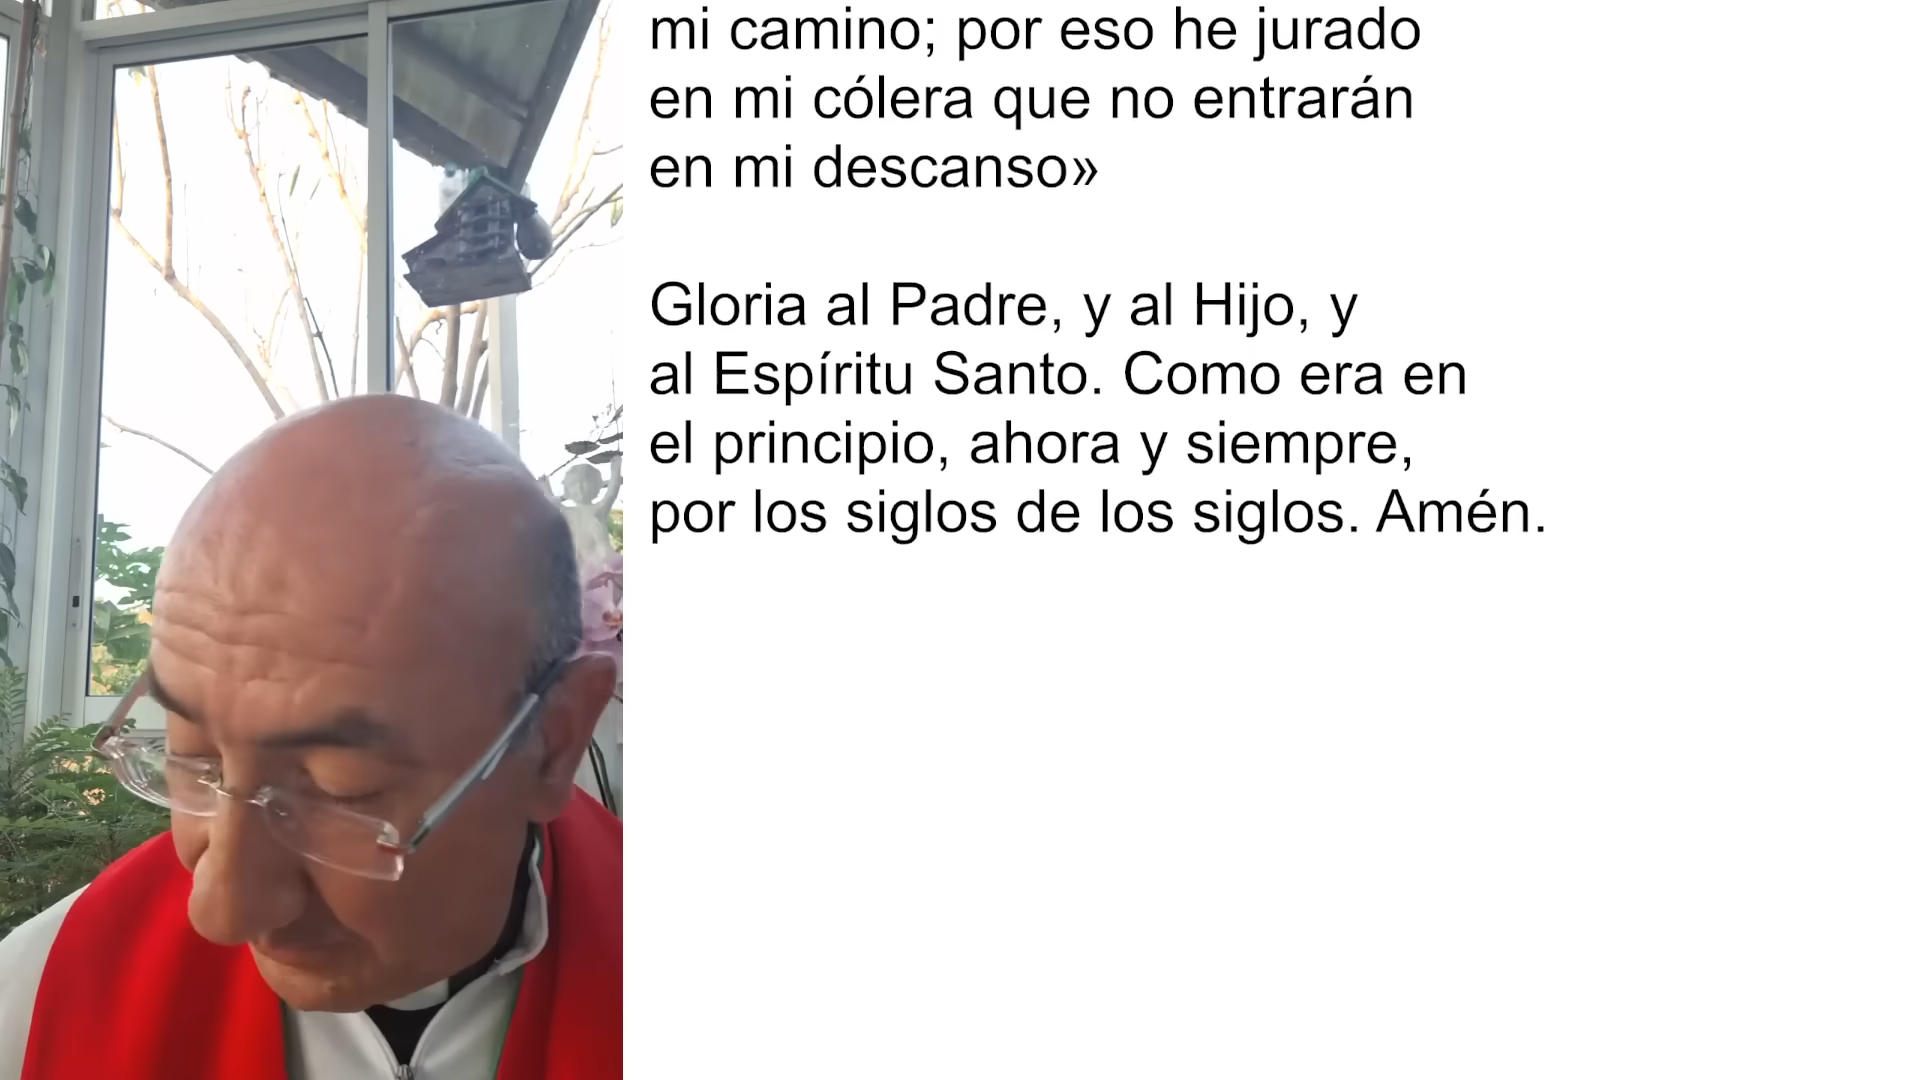 mi camino; por eso he jurado
en mi cólera que no entrarán
en mi descanso»
Gloria al Padre, y al Hijo, y
al Espíritu Santo. Como era en
el principio, ahora y siempre,
por los siglos de los siglos. Amén.